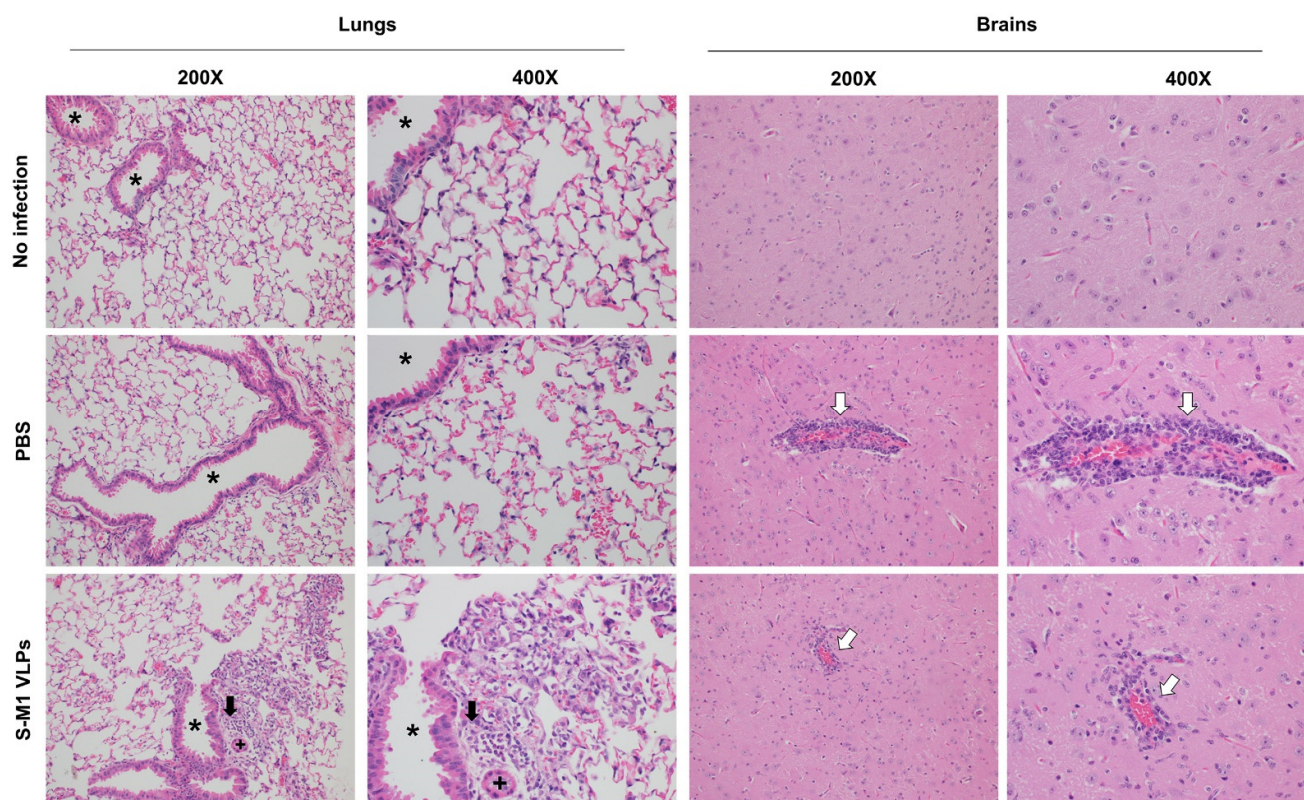 Lungs
Brains
200X
400X
200X
400X
No infection
*
*
*
PBS
*
*
S-M1 VLPs
*
+
*
+